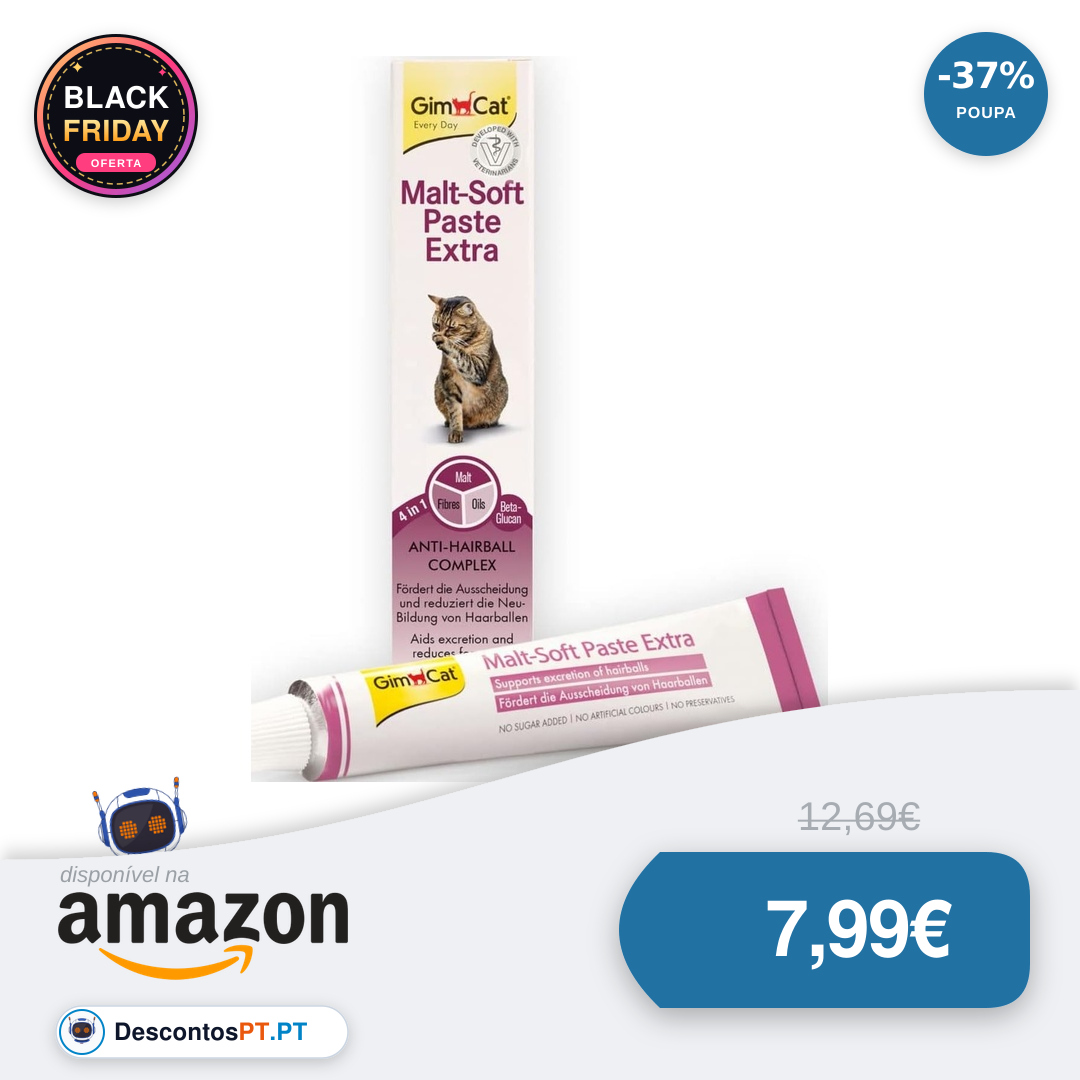 BLACK
FRIDAY
OFERTA
-37%
POUPA
GimCat
Every Day
DEVELOPED WITH
VETERINARIANS
Malt-Soft
Paste
Extra
Malt
4 in 1
Fibres
Oils
Beta-
Glucan
ANTI-HAIRBALL
COMPLEX
Fördert die Ausscheidung
und reduziert die Neu-
Bildung von Haarballen
Aids excretion and
reduces
GimCat
Malt-Soft Paste Extra
Supports excretion of hairballs
Fördert die Ausscheidung von Haarballen
NO SUGAR ADDED | NO ARTIFICIAL COLOURS | NO PRESERVATIVES
12,69€
7,99€
disponível na
amazon
DescontosPT.PT